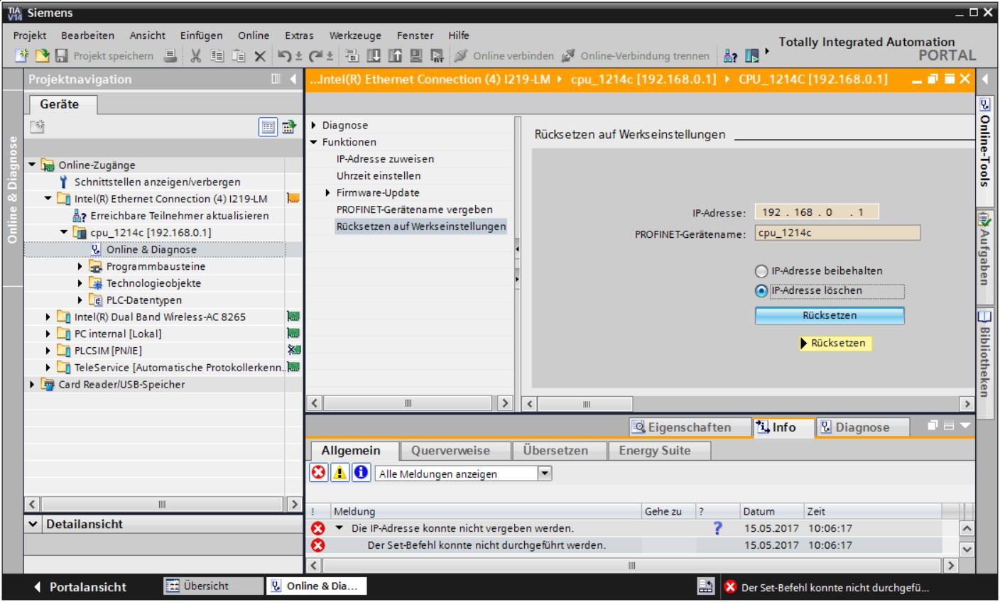 TIA
V14 Siemens
Projekt Bearbeiten Ansicht Einfügen Online Extras Werkzeuge Fenster Hilfe
Totally Integrated Automation
PORTAL
Projekt speichern Online verbinden Online-Verbindung trennen
Projektnavigation
...Intel(R) Ethernet Connection (4) I219-LM cpu_1214c [192.168.0.1] CPU_1214C [192.168.0.1]
Geräte
Online & Diagnose
Online-Zugänge
Schnittstellen anzeigen/verbergen
Intel(R) Ethernet Connection (4) I219-LM
Erreichbare Teilnehmer aktualisieren
cpu_1214c [192.168.0.1]
Online & Diagnose
Programmbausteine
Technologieobjekte
PLC-Datentypen
Intel(R) Dual Band Wireless-AC 8265
PC internal [Lokal]
PLCSIM [PN/IE]
TeleService [Automatische Protokollerkenn..
Card Reader/USB-Speicher
Detailansicht
Diagnose
Funktionen
IP-Adresse zuweisen
Uhrzeit einstellen
Firmware-Update
PROFINET-Gerätename vergeben
Rücksetzen auf Werkseinstellungen
Rücksetzen auf Werkseinstellungen
IP-Adresse: 192 . 168 . 0 . 1
PROFINET-Gerätename: cpu_1214c
IP-Adresse beibehalten
IP-Adresse löschen
Rücksetzen
Rücksetzen
Online-Tools
Aufgaben
Bibliotheken
Eigenschaften Info Diagnose
Allgemein Querverweise Übersetzen Energy Suite
Alle Meldungen anzeigen
! Meldung Gehe zu ? Datum Zeit
Die IP-Adresse konnte nicht vergeben werden. ? 15.05.2017 10:06:17
Der Set-Befehl konnte nicht durchgeführt werden. 15.05.2017 10:06:17
Portalansicht Übersicht Online & Dia... Der Set-Befehl konnte nicht durchgefü...